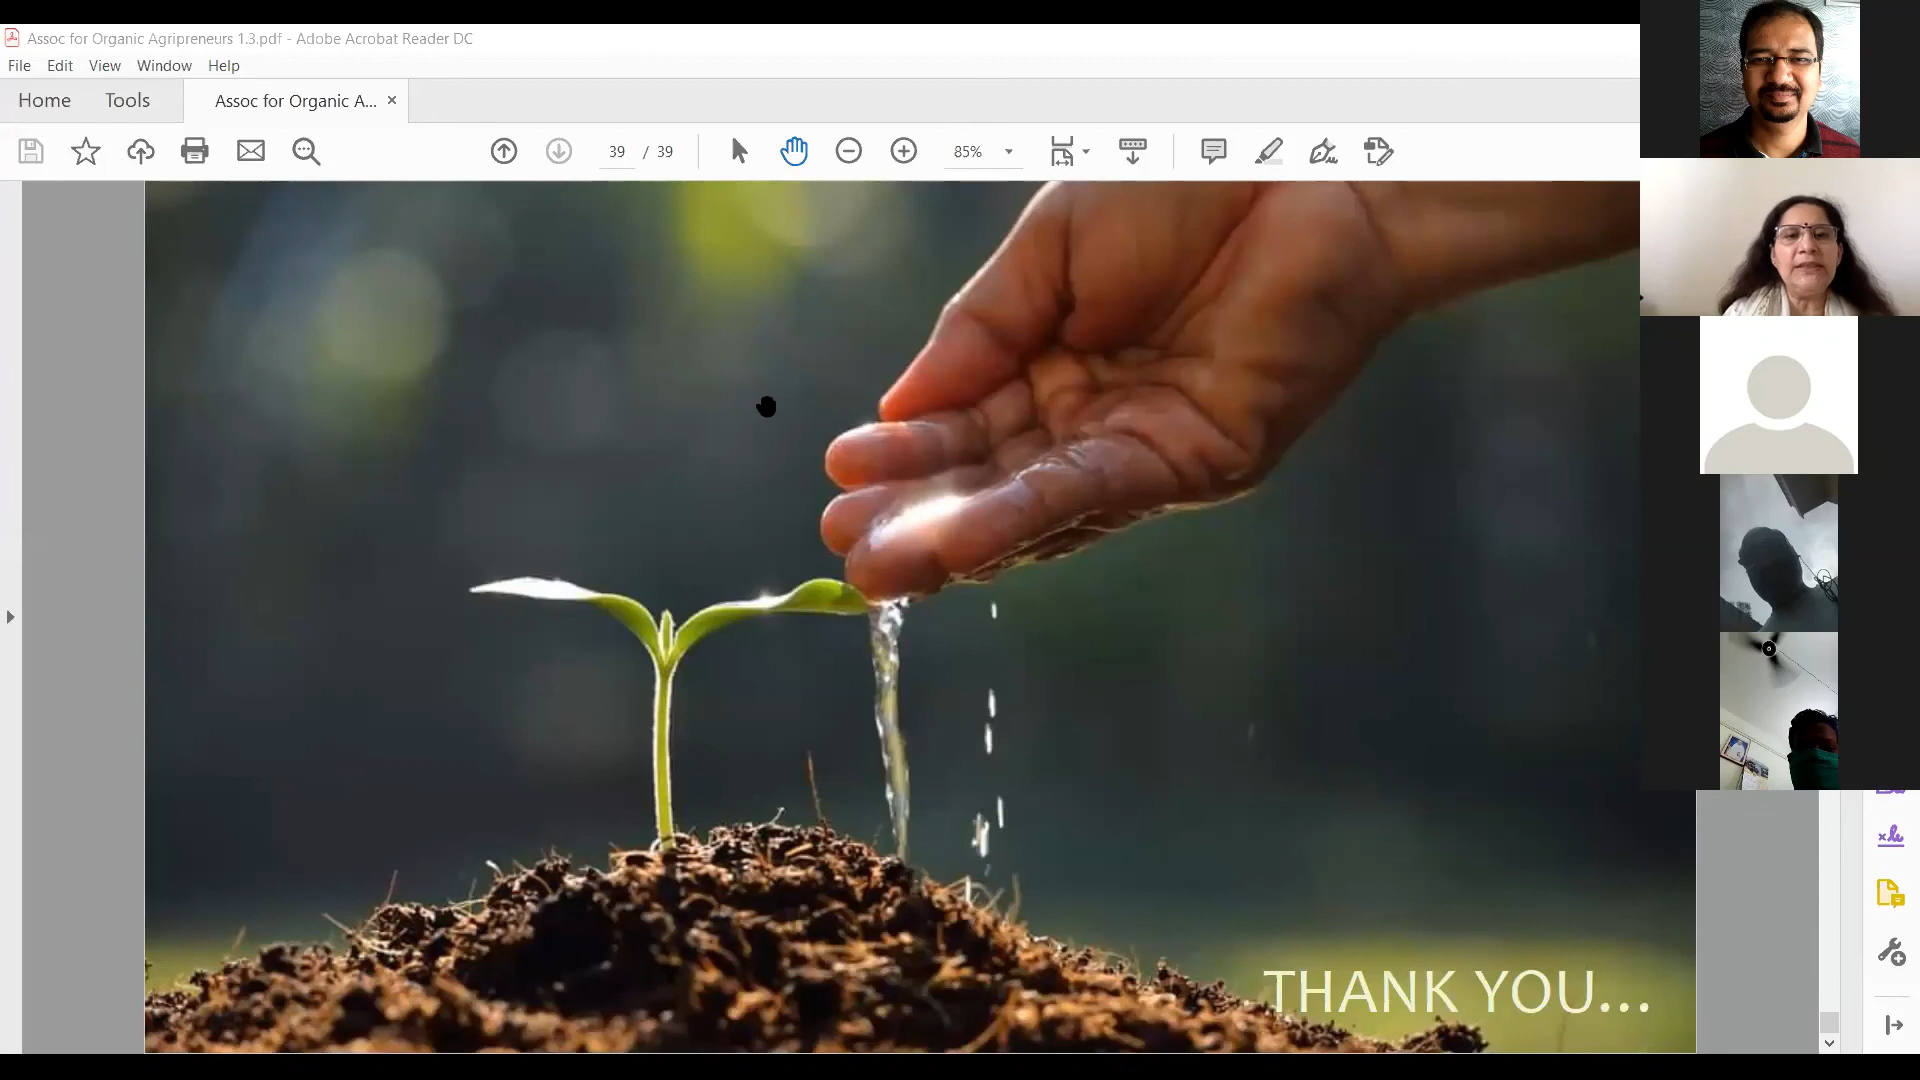 Assoc for Organic Agripreneurs 1.3.pdf - Adobe Acrobat Reader DC
File Edit View Window Help
Home Tools Assoc for Organic A... ×
39 / 39 85%
THANK YOU...